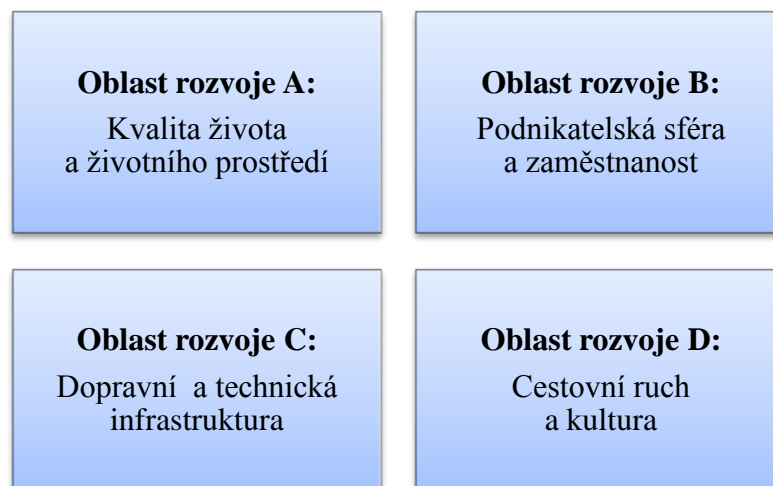 Oblast rozvoje A:
Kvalita života
a životního prostředí
Oblast rozvoje B:
Podnikatelská sféra
a zaměstnanost
Oblast rozvoje C:
Dopravní a technická
infrastruktura
Oblast rozvoje D:
Cestovní ruch
a kultura